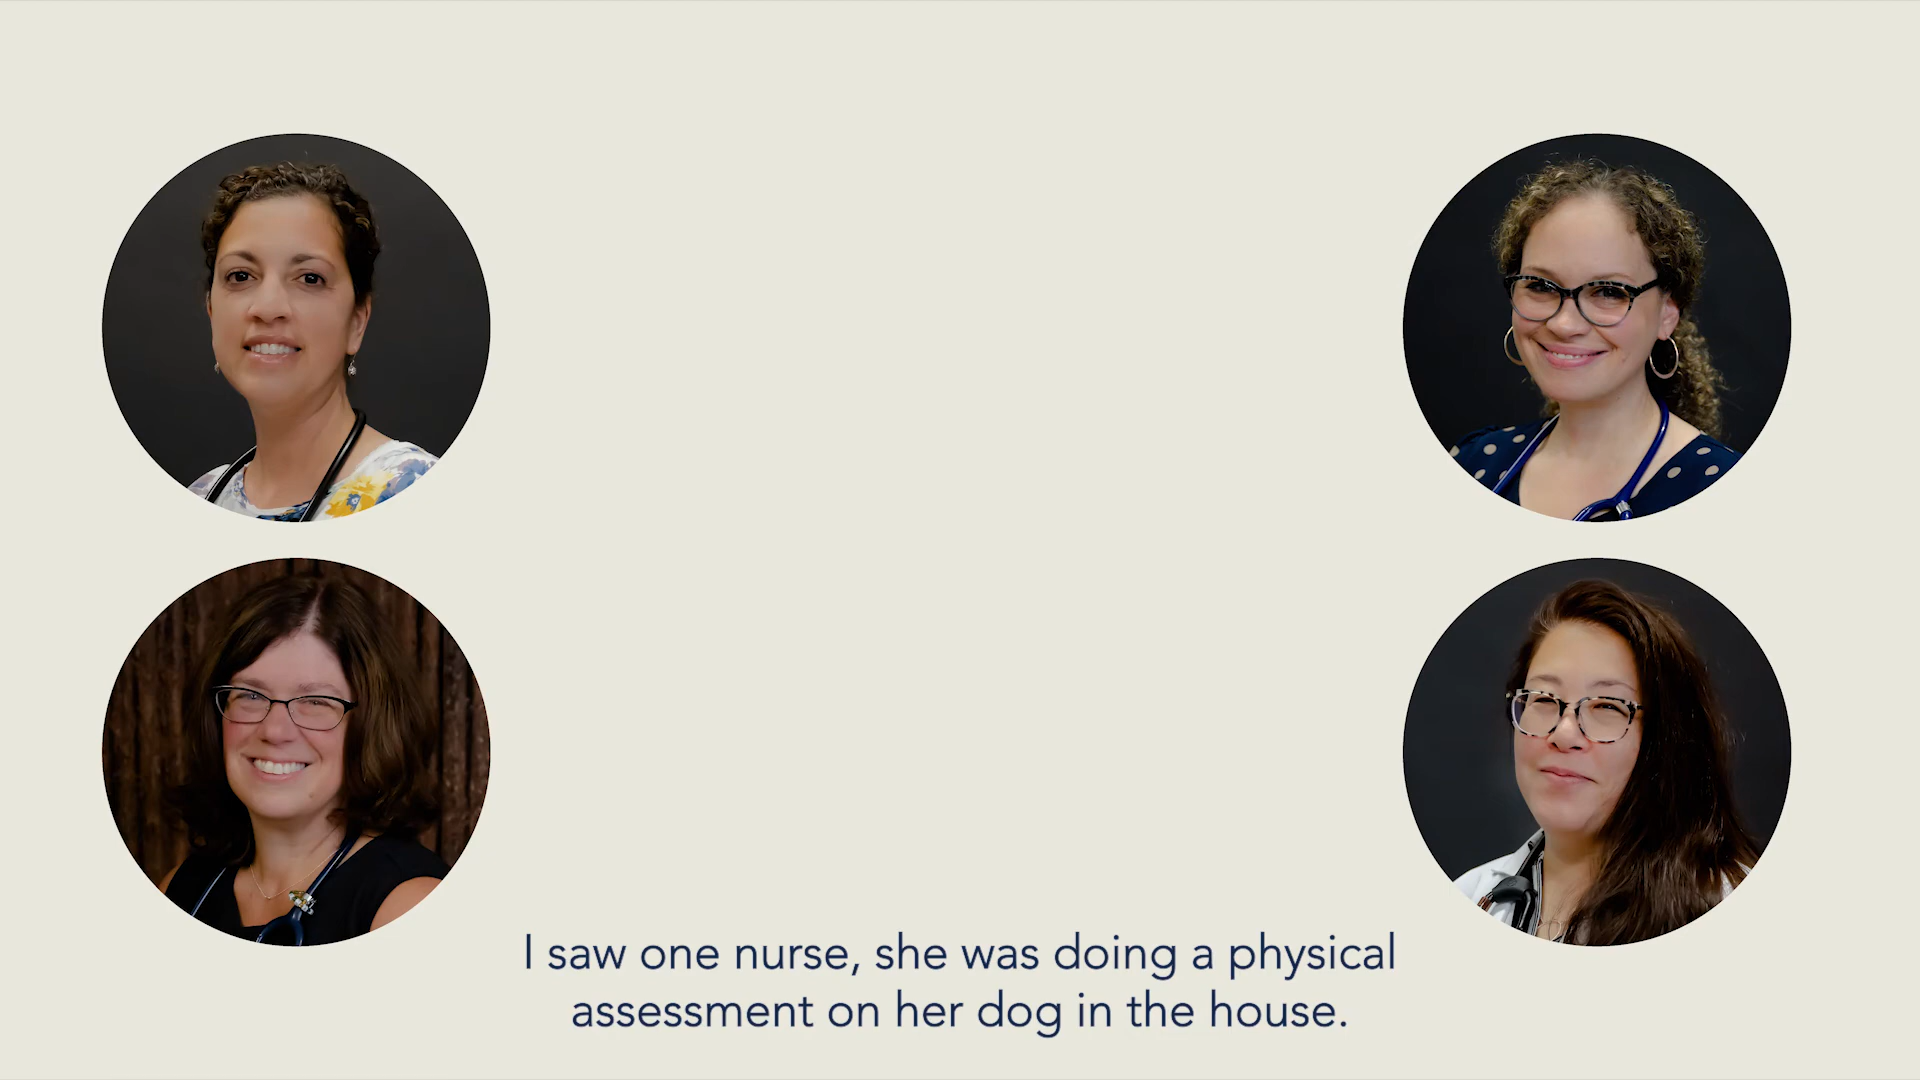 I saw one nurse, she was doing a physical
assessment on her dog in the house.